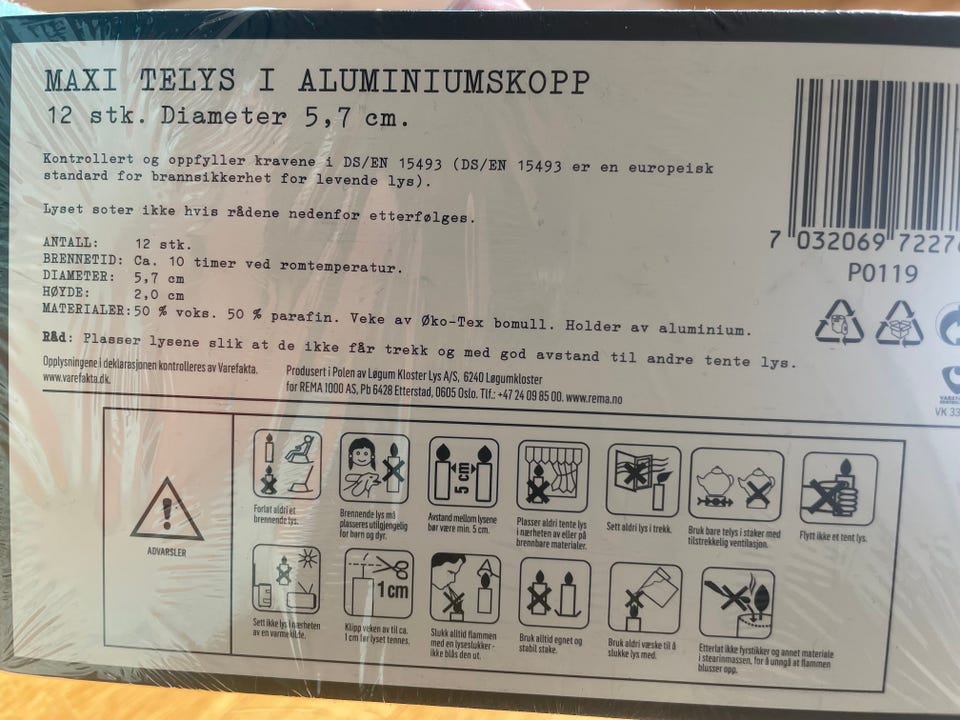 MAXI TELYS I ALUMINIUMSKOPP
12 stk. Diameter 5,7 cm.
Kontrollert og oppfyller kravene i DS/EN 15493 (DS/EN 15493 er en europeisk
standard for brannsikkerhet for levende lys).
Lyset soter ikke hvis rådene nedenfor etterfølges.
ANTALL: 12 stk.
BRENNETID: Ca. 10 timer ved romtemperatur.
DIAMETER: 5,7 cm
HØYDE: 2,0 cm
MATERIALER: 50 % voks. 50 % parafin. Veke av Øko-Tex bomull. Holder av aluminium.
Råd: Plasser lysene slik at de ikke får trekk og med god avstand til andre tente lys.
Opplysningene i deklarasjonen kontrolleres av Varefakta.
www.varefakta.dk.
Produsert i Polen av Løgum Kloster Lys A/S, 6240 Løgumkloster
for REMA 1000 AS, Pb 6428 Etterstad, 0605 Oslo. Tlf.: +47 24 09 85 00. www.rema.no
7 032069 7227
P0119
VK 33
ADVARSLER
5 cm
Forlat aldri et
brennende lys.
Brennende lys må
plasseres utilgjengelig
for barn og dyr.
Avstand mellom lysene
bør være min. 5 cm.
Plasser aldri tente lys
i nærheten av eller på
brennbare materialer.
Sett aldri lys i trekk.
Bruk bare telys i staker med
tilstrekkelig ventilasjon.
Flytt ikke et tent lys.
1 cm
Sett ikke lys i nærheten
av en varmekilde.
Klipp veken av til ca.
1 cm før lyset tennes.
Slukk alltid flammen
med en lyseslukker -
ikke blås den ut.
Bruk alltid egnet og
stabil stake.
Bruk aldri væske til å
slukke lys med.
Etterlat ikke fyrstikker og annet materiale
i stearinmassen, for å unngå at flammen
blusser opp.